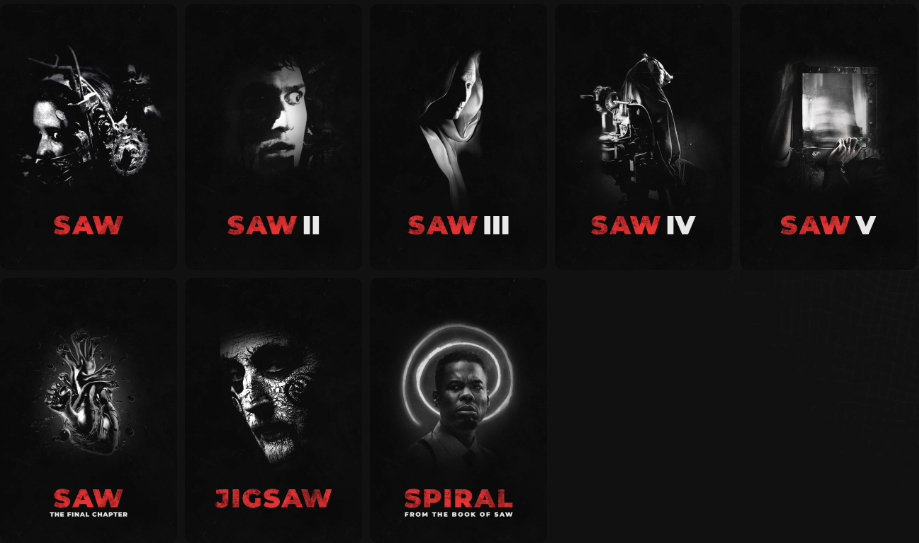 SAW
SAW II
SAW III
SAW IV
SAW V
SAW
THE FINAL CHAPTER
JIGSAW
SPIRAL
FROM THE BOOK OF SAW